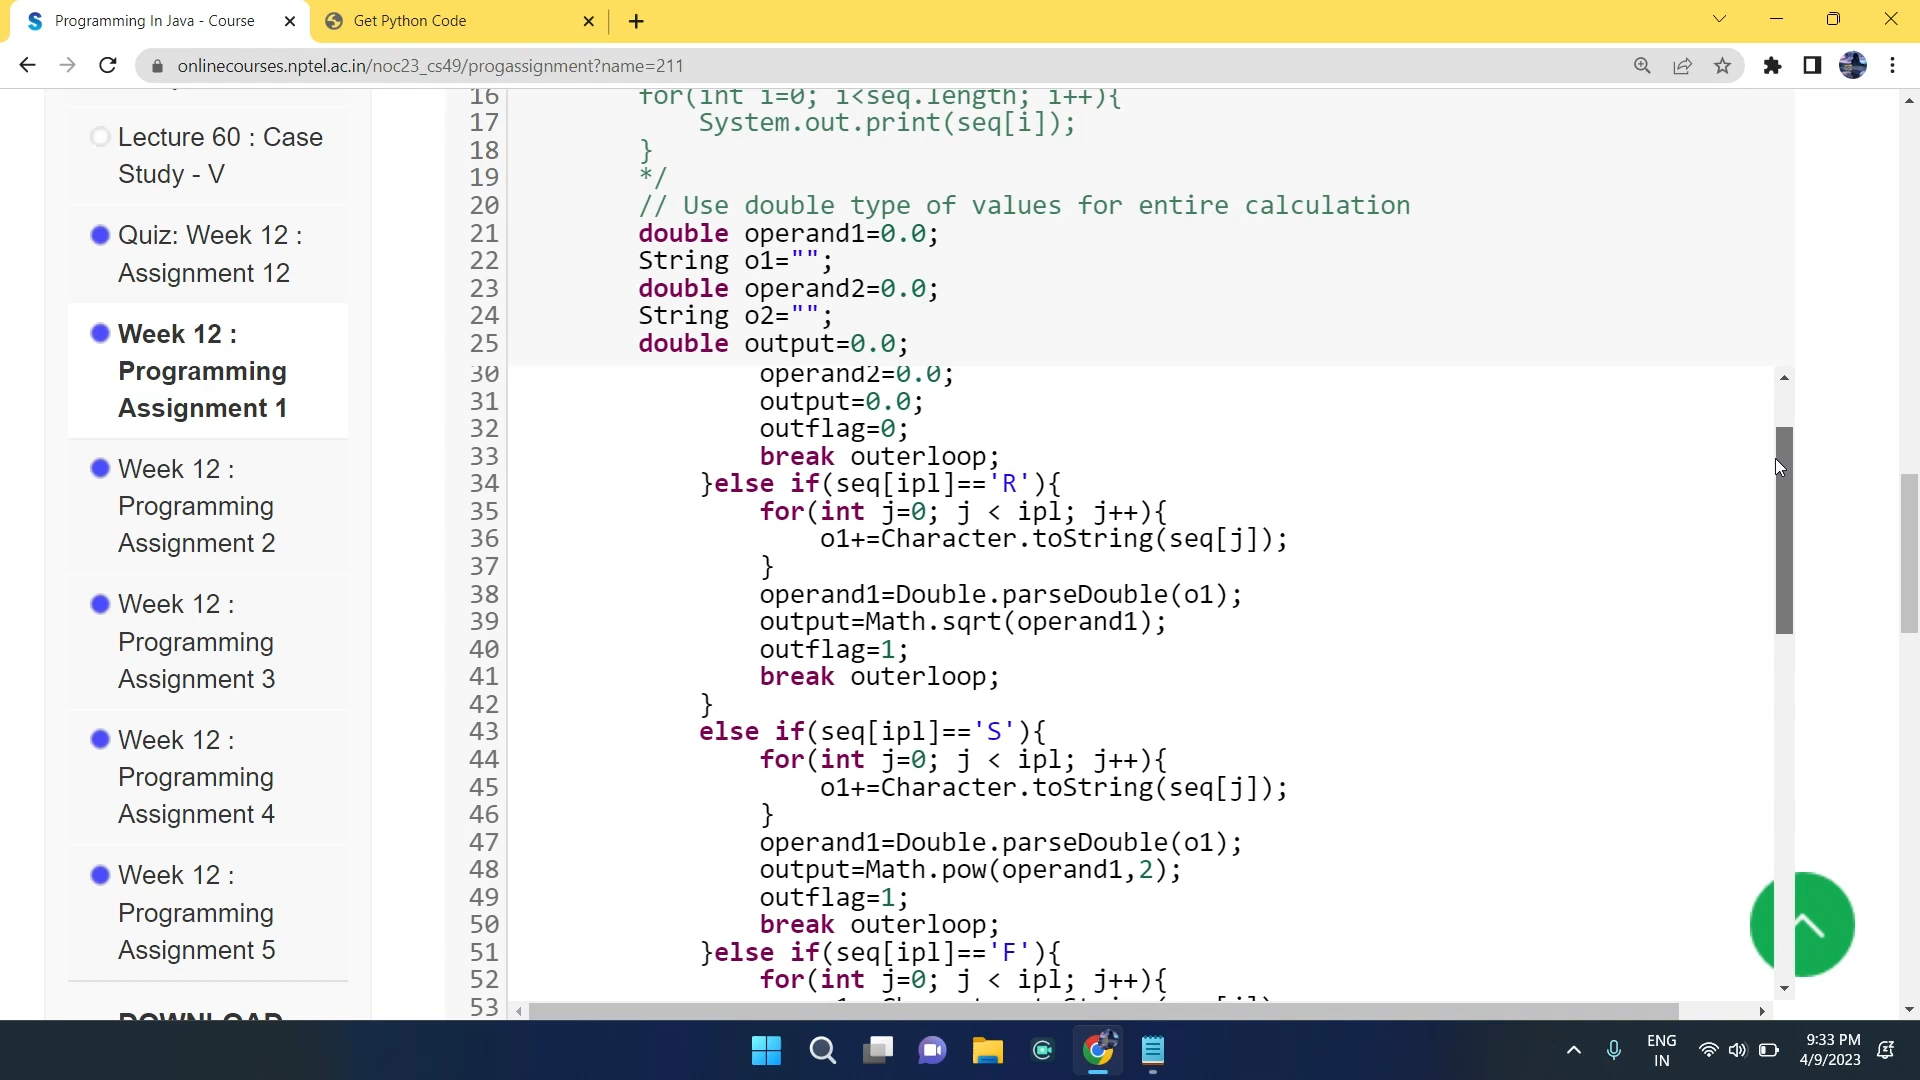 Programming In Java - Course
Get Python Code
onlinecourses.nptel.ac.in/noc23_cs49/progassignment?name=211
Lecture 60 : Case
Study - V
Quiz: Week 12 :
Assignment 12
Week 12 :
Programming
Assignment 1
Week 12 :
Programming
Assignment 2
Week 12 :
Programming
Assignment 3
Week 12 :
Programming
Assignment 4
Week 12 :
Programming
Assignment 5
DOWNLOAD
16 for(int i=0; i<seq.length; i++){
17 System.out.print(seq[i]);
18 }
19 */
20 // Use double type of values for entire calculation
21 double operand1=0.0;
22 String o1="";
23 double operand2=0.0;
24 String o2="";
25 double output=0.0;
30 operand2=0.0;
31 output=0.0;
32 outflag=0;
33 break outerloop;
34 }else if(seq[ipl]=='R'){
35 for(int j=0; j < ipl; j++){
36 o1+=Character.toString(seq[j]);
37 }
38 operand1=Double.parseDouble(o1);
39 output=Math.sqrt(operand1);
40 outflag=1;
41 break outerloop;
42 }
43 else if(seq[ipl]=='S'){
44 for(int j=0; j < ipl; j++){
45 o1+=Character.toString(seq[j]);
46 }
47 operand1=Double.parseDouble(o1);
48 output=Math.pow(operand1,2);
49 outflag=1;
50 break outerloop;
51 }else if(seq[ipl]=='F'){
52 for(int j=0; j < ipl; j++){
53
ENG
IN
9:33 PM
4/9/2023